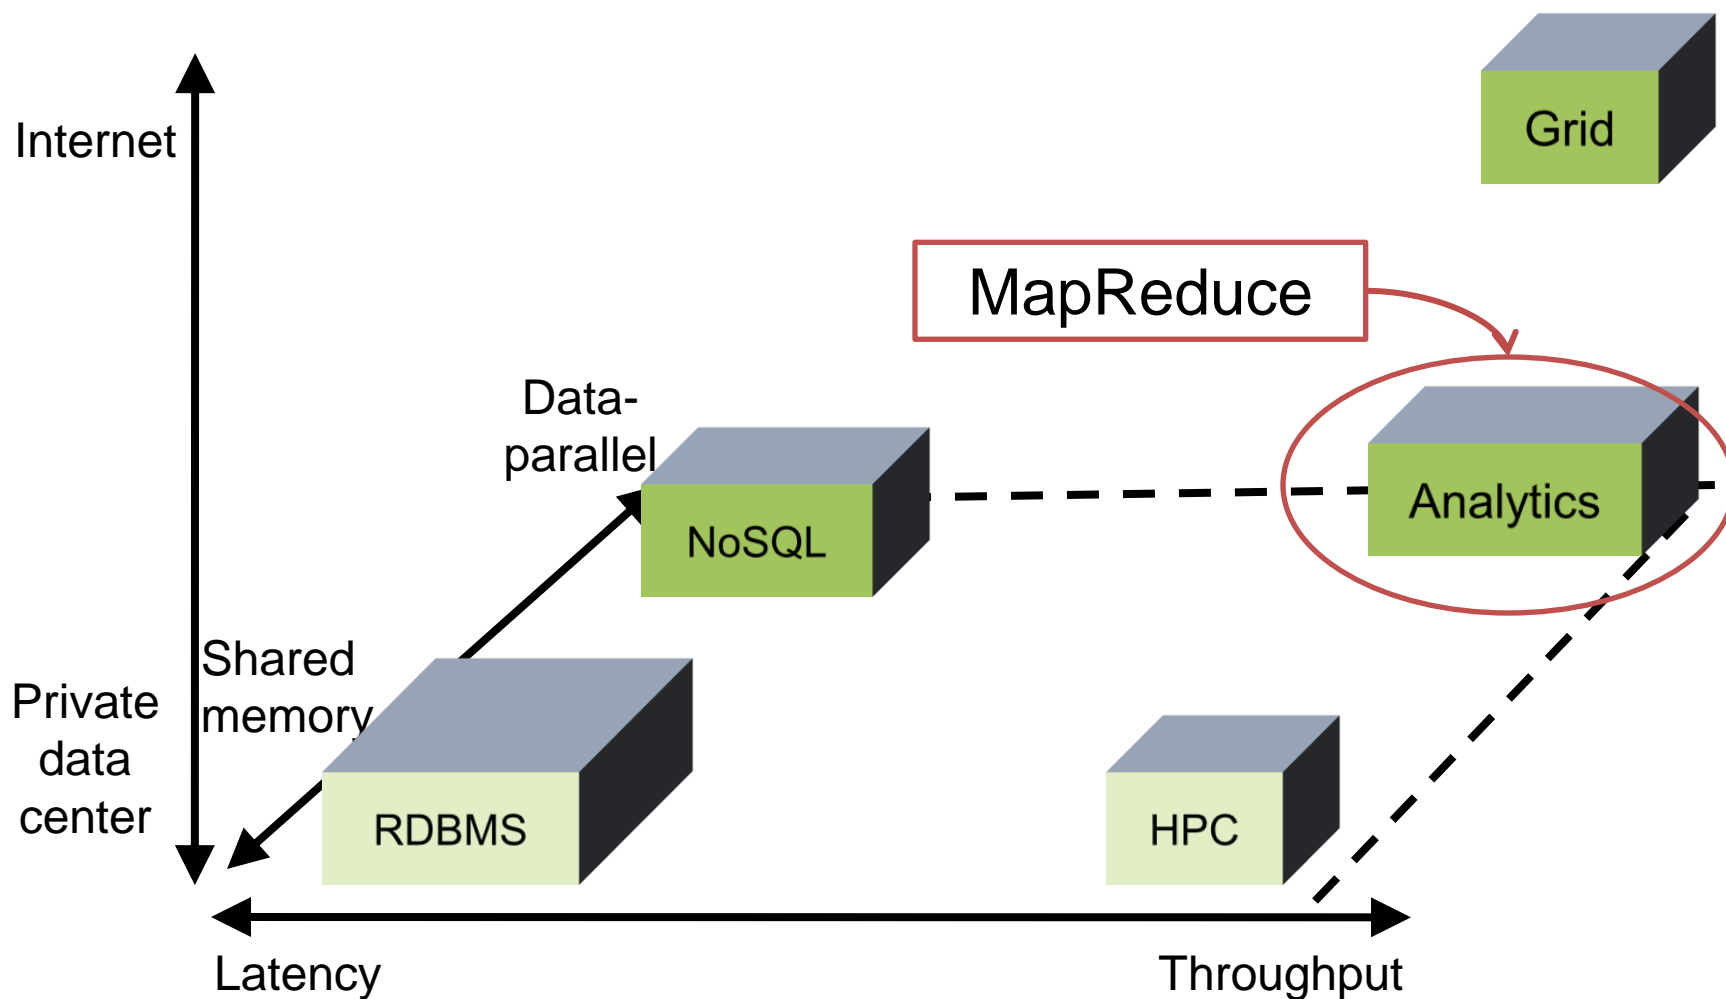 Grid
Internet
MapReduce
Data-
parallel
Analytics
NoSQL
Shared
memory
Private
data
center
RDBMS
HPC
Latency
Throughput